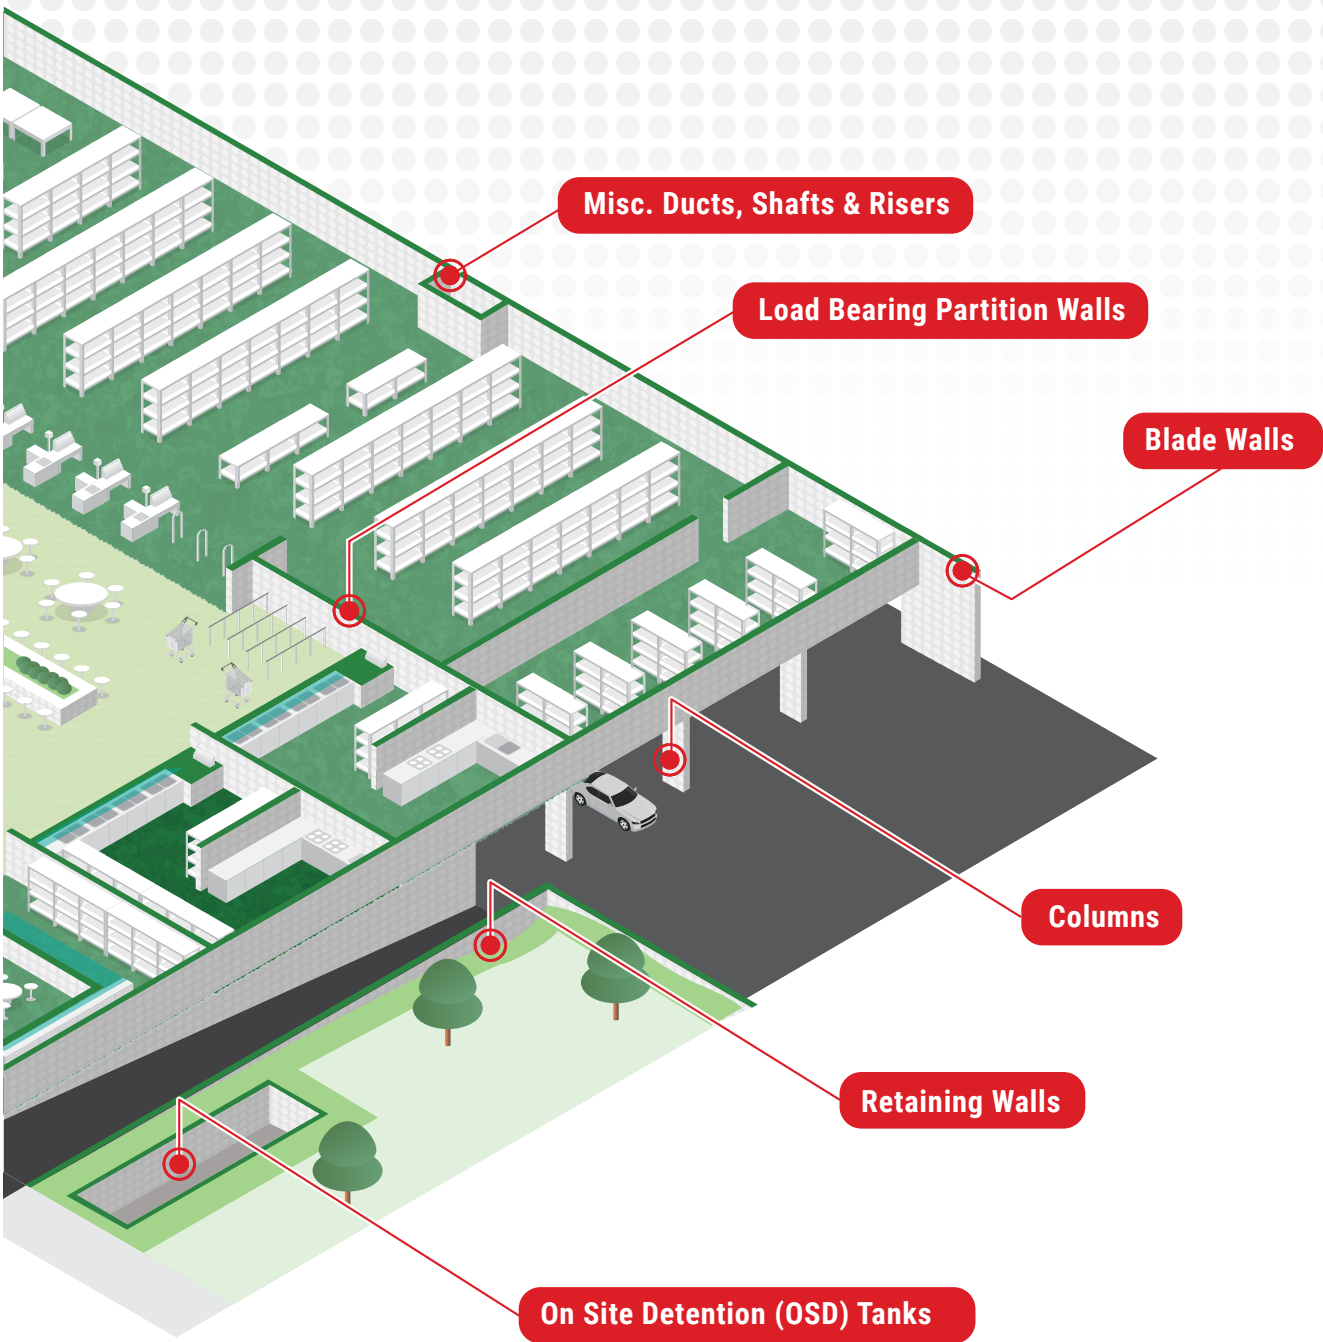 Misc. Ducts, Shafts & Risers
Load Bearing Partition Walls
Blade Walls
Columns
Retaining Walls
On Site Detention (OSD) Tanks